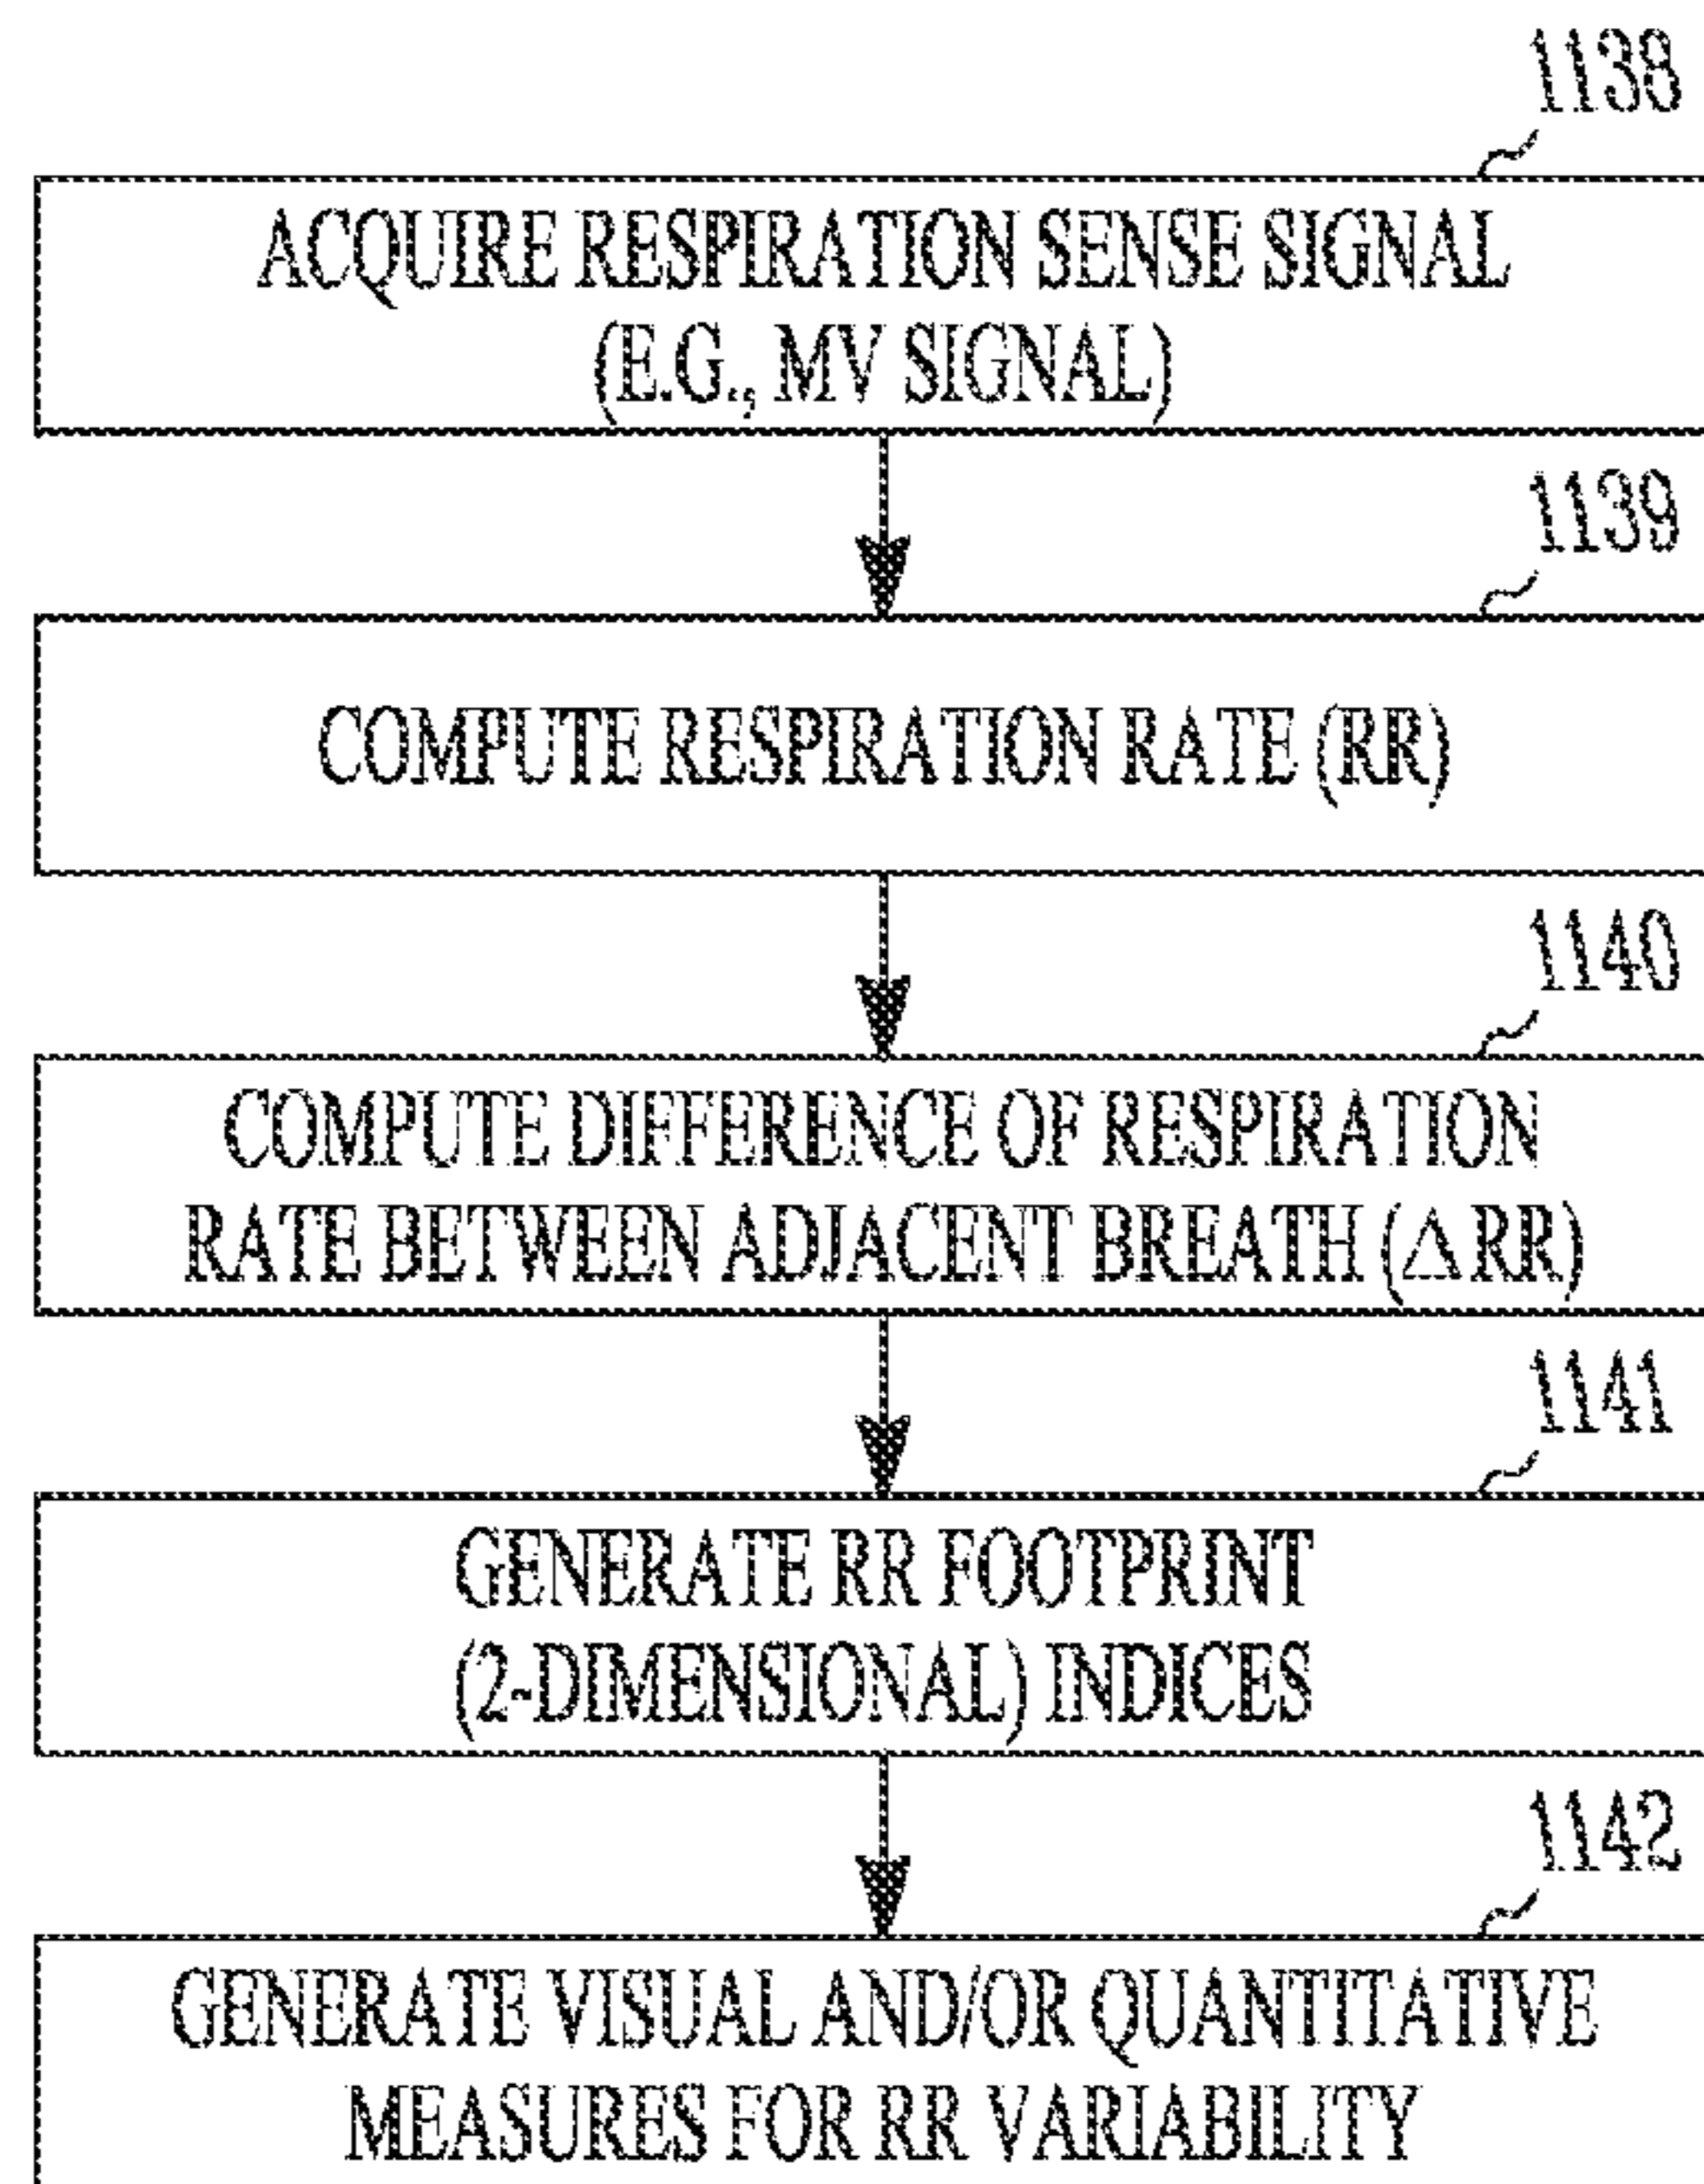 1138
ACQUIRE RESPIRATION SENSE SIGNAL
(E.G., MV SIGNAL)
1139
COMPUTE RESPIRATION RATE (RR)
1140
COMPUTE DIFFERENCE OF RESPIRATION
RATE BETWEEN ADJACENT BREATH (△RR)
1141
GENERATE RR FOOTPRINT
(2-DIMENSIONAL) INDICES
1142
GENERATE VISUAL AND/OR QUANTITATIVE
MEASURES FOR RR VARIABILITY